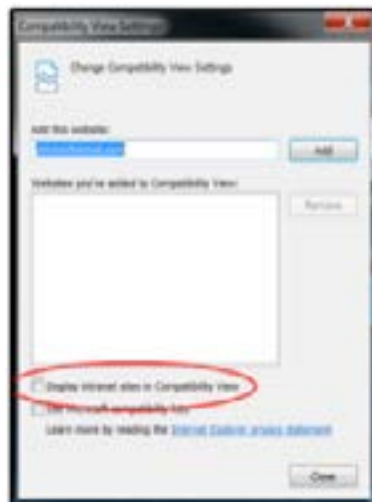 Compatibility View Settings
Change Compatibility View Settings
Add this website:
Add
Websites you've added to Compatibility View:
Remove
Display intranet sites in Compatibility View
Use Microsoft compatibility lists
Learn more by reading the Internet Explorer privacy statement
Close